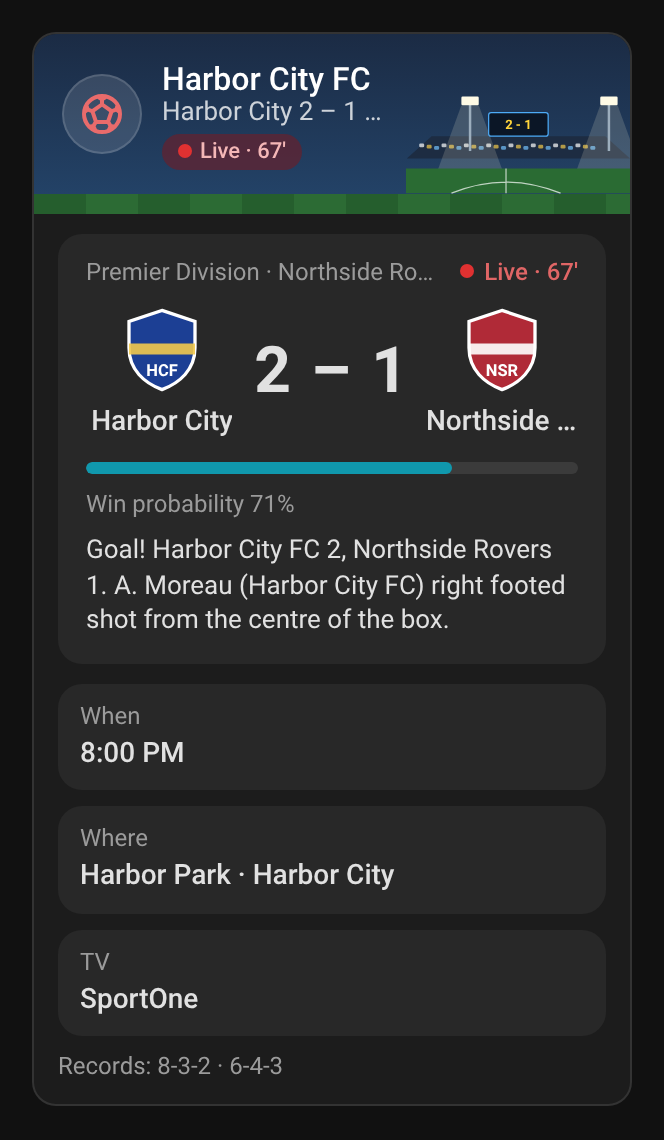 Harbor City FC
Harbor City 2 – 1 ...
Live · 67'
2 - 1
Premier Division · Northside Ro...
Live · 67'
HCF
2 – 1
NSR
Harbor City
Northside ...
Win probability 71%
Goal! Harbor City FC 2, Northside Rovers
1. A. Moreau (Harbor City FC) right footed
shot from the centre of the box.
When
8:00 PM
Where
Harbor Park · Harbor City
TV
SportOne
Records: 8-3-2 · 6-4-3